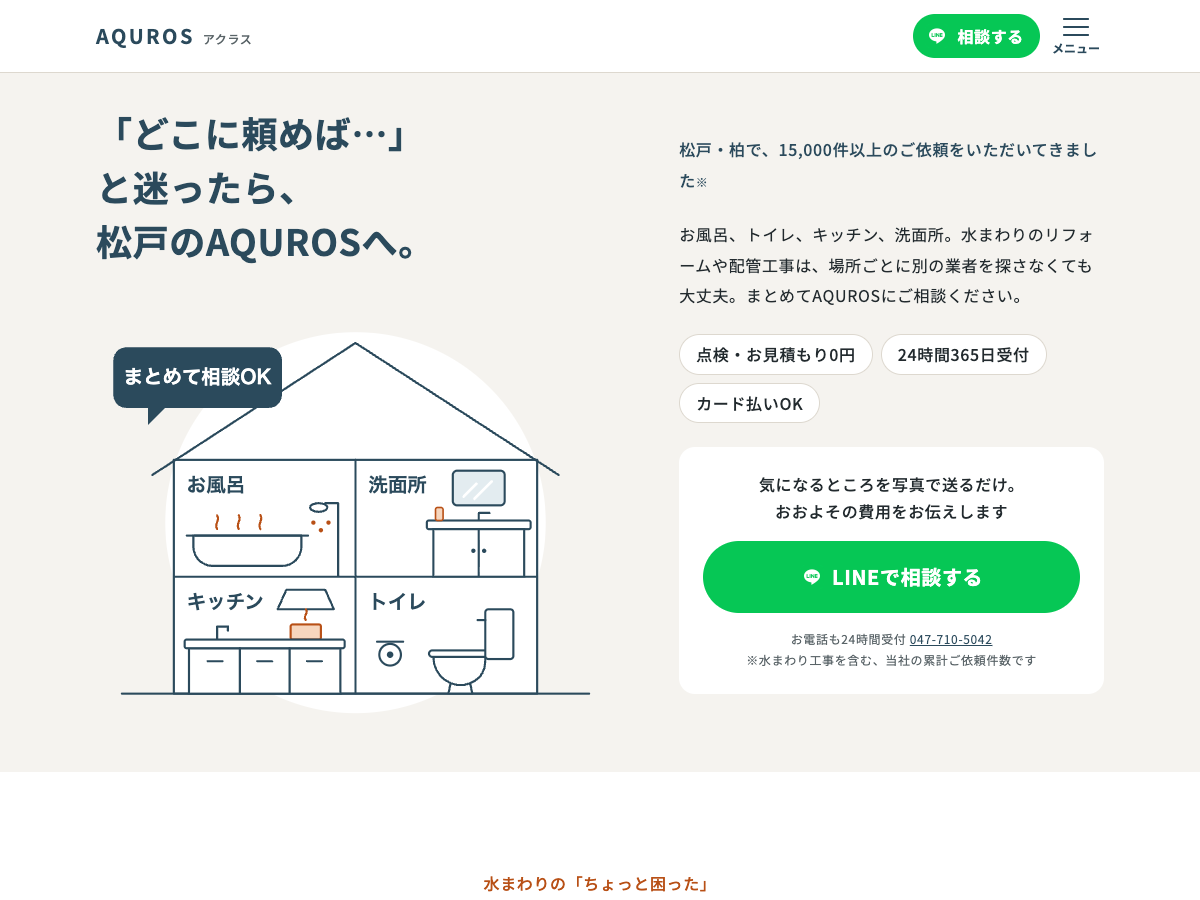 AQUROS アクラス
LINE 相談する
メニュー
「どこに頼めば…」
と迷ったら、
松戸のAQUROSへ。
松戸・柏で、15,000件以上のご依頼をいただいてきまし
た※
お風呂、トイレ、キッチン、洗面所。水まわりのリフォ
ームや配管工事は、場所ごとに別の業者を探さなくても
大丈夫。まとめてAQUROSにご相談ください。
点検・お見積もり0円
24時間365日受付
カード払いOK
まとめて相談OK
お風呂
洗面所
キッチン
トイレ
気になるところを写真で送るだけ。
おおよその費用をお伝えします
LINE LINEで相談する
お電話も24時間受付 047-710-5042
※水まわり工事を含む、当社の累計ご依頼件数です
水まわりの「ちょっと困った」